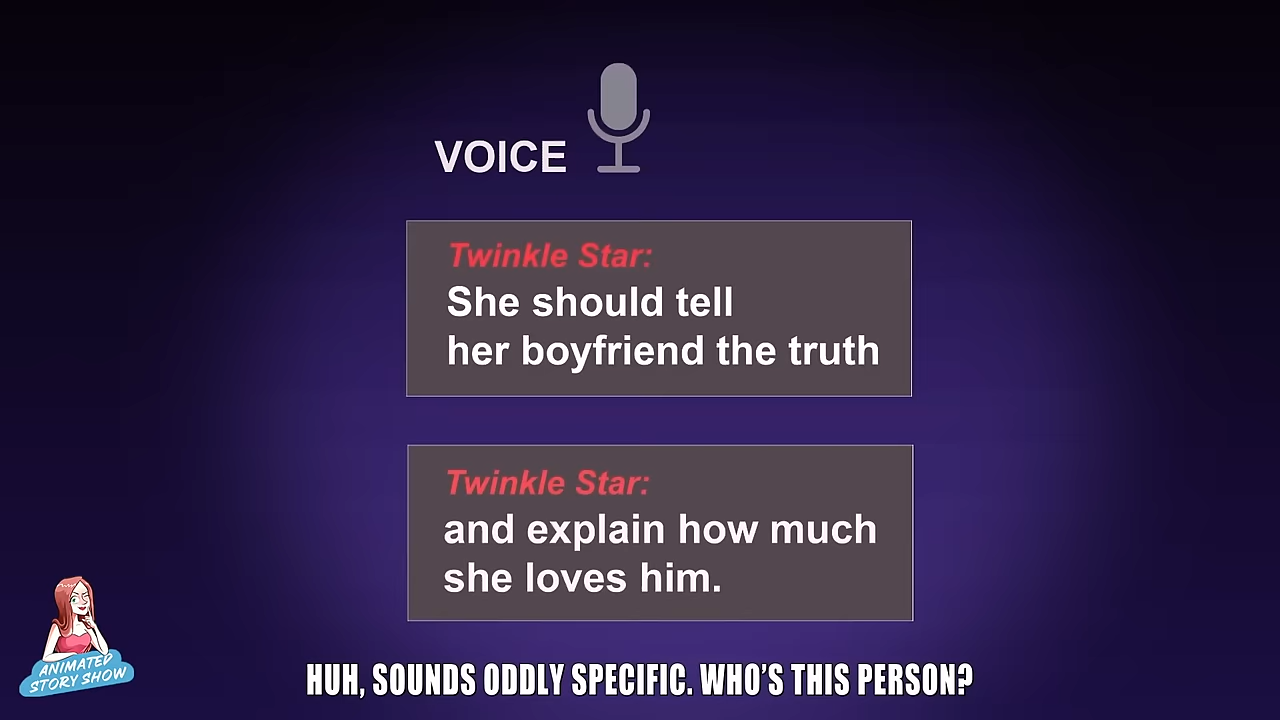 VOICE
Twinkle Star:
She should tell
her boyfriend the truth
Twinkle Star:
and explain how much
she loves him.
ANIMATED
STORY SHOW
HUH, SOUNDS ODDLY SPECIFIC. WHO'S THIS PERSON?